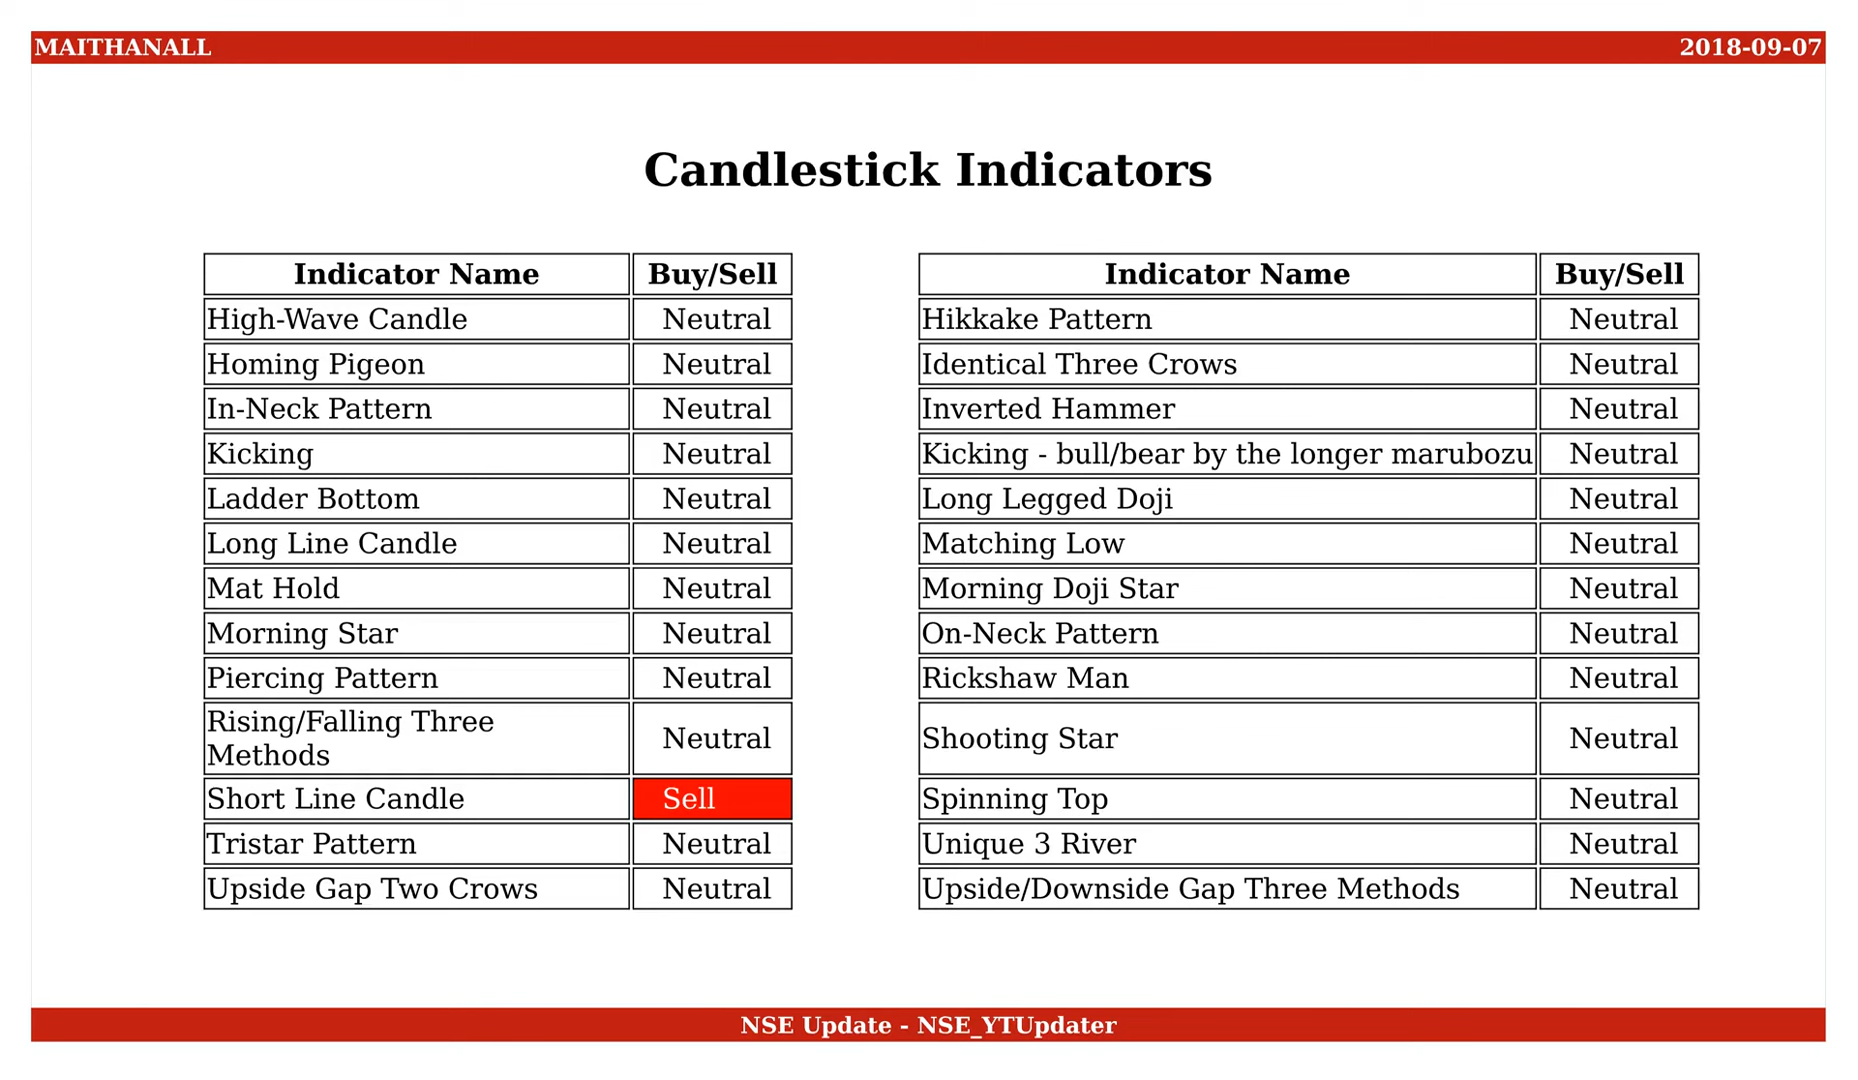 MAITHANALL 2018-09-07
Candlestick Indicators
Indicator Name Buy/Sell
High-Wave Candle Neutral
Homing Pigeon Neutral
In-Neck Pattern Neutral
Kicking Neutral
Ladder Bottom Neutral
Long Line Candle Neutral
Mat Hold Neutral
Morning Star Neutral
Piercing Pattern Neutral
Rising/Falling Three
Methods Neutral
Short Line Candle Sell
Tristar Pattern Neutral
Upside Gap Two Crows Neutral
Indicator Name Buy/Sell
Hikkake Pattern Neutral
Identical Three Crows Neutral
Inverted Hammer Neutral
Kicking - bull/bear by the longer marubozu Neutral
Long Legged Doji Neutral
Matching Low Neutral
Morning Doji Star Neutral
On-Neck Pattern Neutral
Rickshaw Man Neutral
Shooting Star Neutral
Spinning Top Neutral
Unique 3 River Neutral
Upside/Downside Gap Three Methods Neutral
NSE Update - NSE_YTUpdater